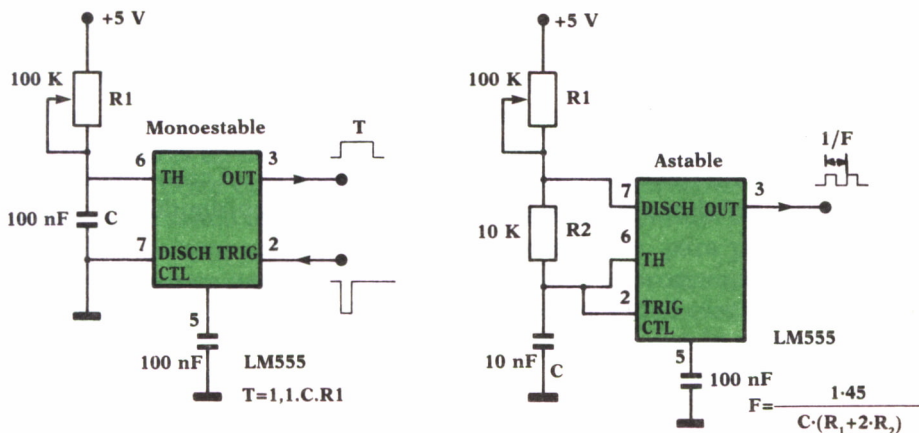 +5 V
100 K
R1
Monoestable
T
6
3
TH
OUT
100 nF
C
7
2
DISCH
TRIG
CTL
5
100 nF
LM555
T=1,1.C.R1
+5 V
100 K
R1
1/F
Astable
7
3
DISCH
OUT
10 K
R2
6
TH
2
TRIG
CTL
LM555
10 nF
C
5
100 nF
F= 1·45
C·(R₁+2·R₂)